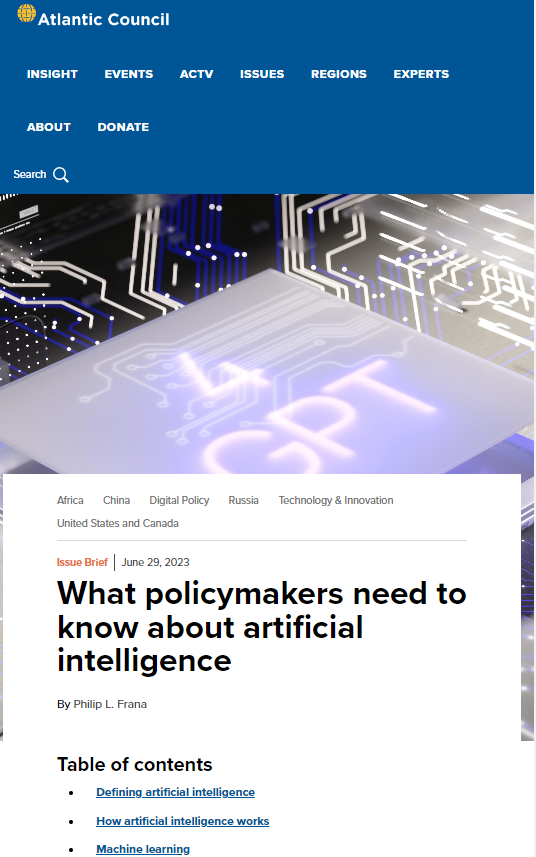 Atlantic Council
INSIGHT EVENTS ACTV ISSUES REGIONS EXPERTS
ABOUT DONATE
Search
GPT
Africa China Digital Policy Russia Technology & Innovation
United States and Canada
Issue Brief | June 29, 2023
What policymakers need to
know about artificial
intelligence
By Philip L. Frana
Table of contents
• Defining artificial intelligence
• How artificial intelligence works
• Machine learning